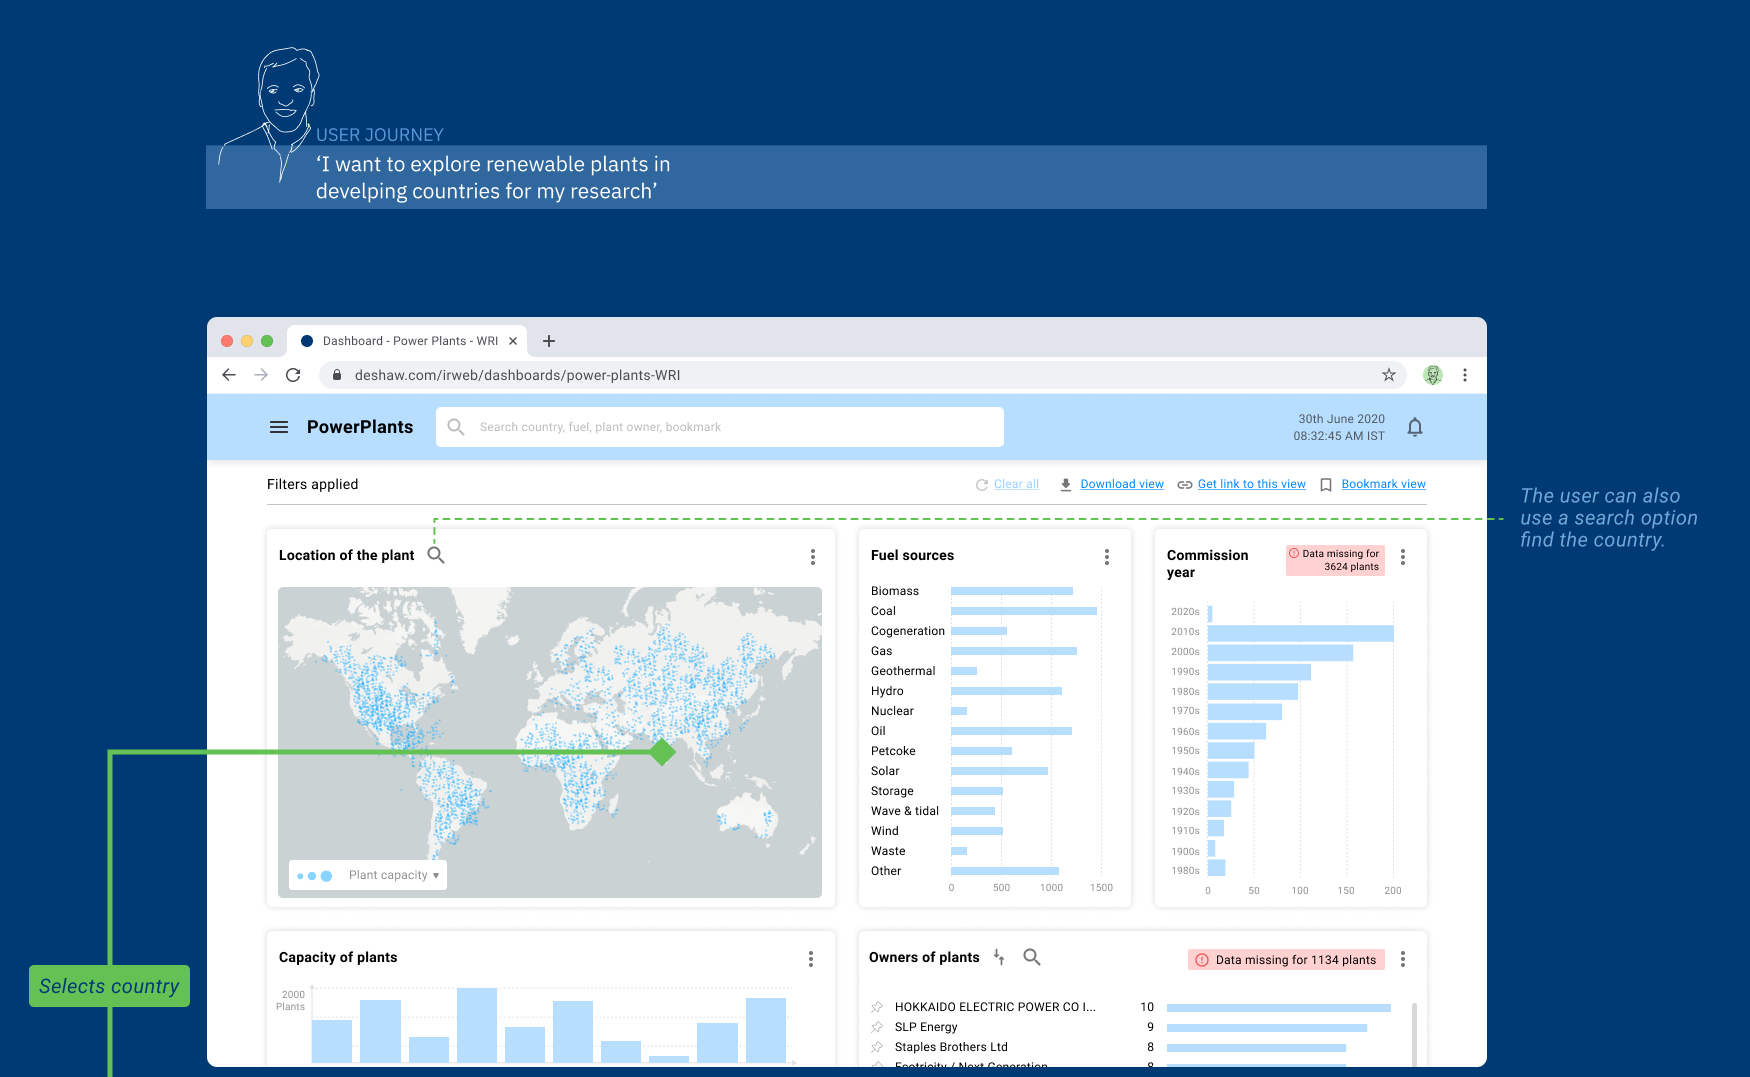 USER JOURNEY
‘I want to explore renewable plants in
develping countries for my research’
Dashboard - Power Plants - WRI
deshaw.com/irweb/dashboards/power-plants-WRI
PowerPlants
Search country, fuel, plant owner, bookmark
30th June 2020
08:32:45 AM IST
Filters applied
Clear all
Download view
Get link to this view
Bookmark view
The user can also
use a search option
find the country.
Location of the plant
Plant capacity
Selects country
Fuel sources
Biomass
Coal
Cogeneration
Gas
Geothermal
Hydro
Nuclear
Oil
Petcoke
Solar
Storage
Wave & tidal
Wind
Waste
Other
0 500 1000 1500
Commission
year
Data missing for
3624 plants
2020s
2010s
2000s
1990s
1980s
1970s
1960s
1950s
1940s
1930s
1920s
1910s
1900s
1980s
0 50 100 150 200
Capacity of plants
2000
Plants
Owners of plants
Data missing for 1134 plants
HOKKAIDO ELECTRIC POWER CO I... 10
SLP Energy 9
Staples Brothers Ltd 8
Ecotricity / Next Generation 8